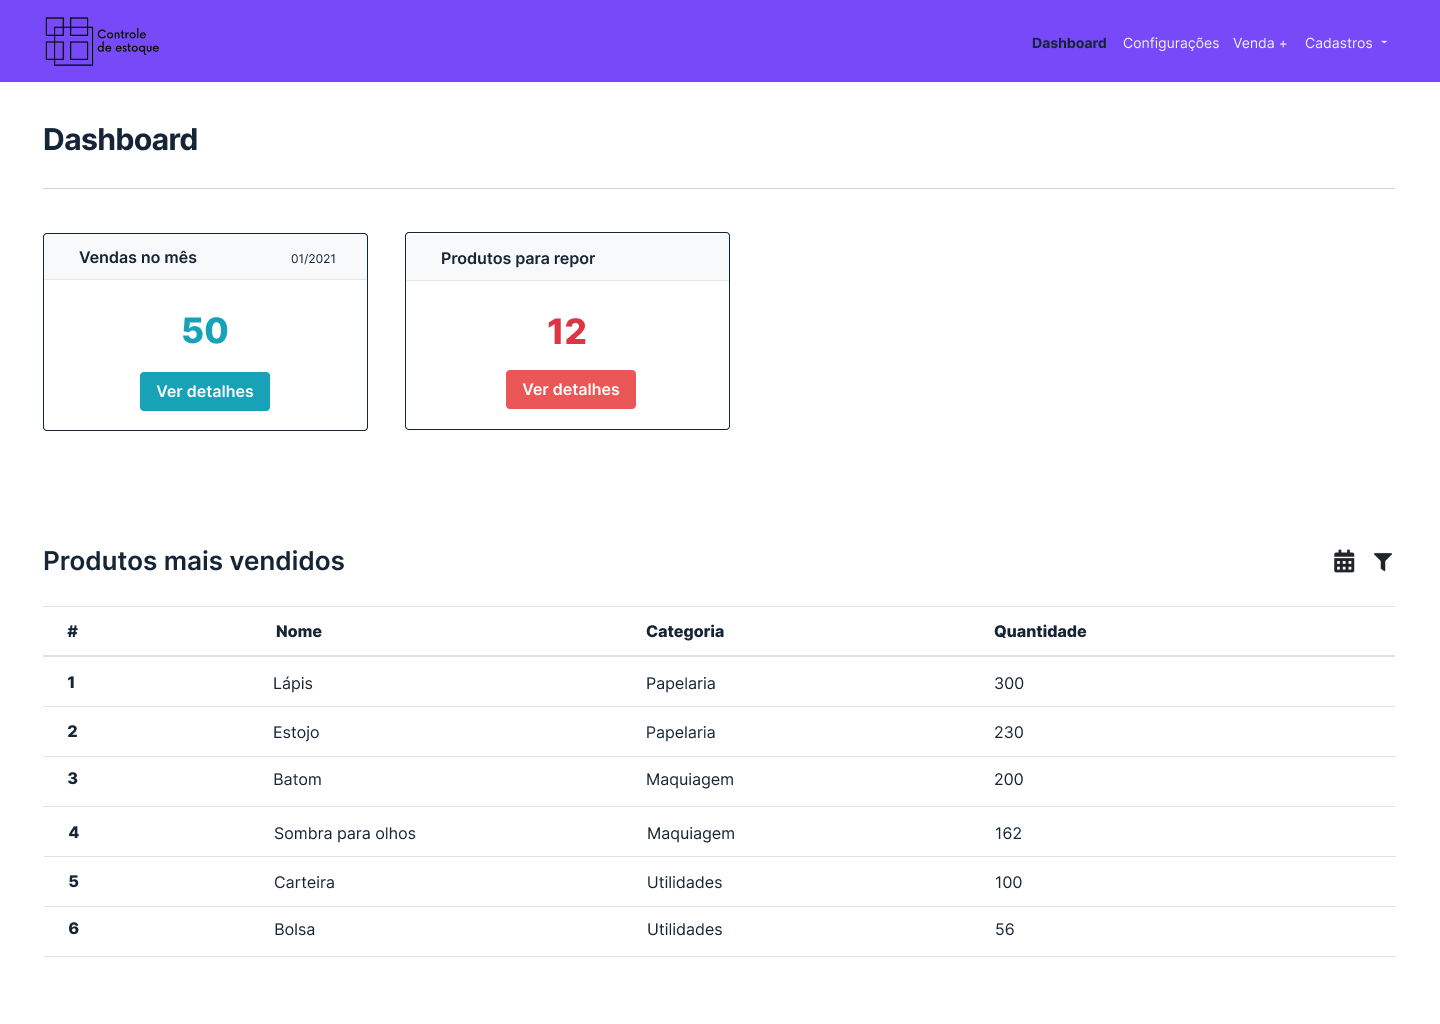 Controle
de estoque
Dashboard Configurações Venda + Cadastros
Dashboard
Vendas no mês 01/2021
50
Ver detalhes
Produtos para repor
12
Ver detalhes
Produtos mais vendidos
# Nome Categoria Quantidade
1 Lápis Papelaria 300
2 Estojo Papelaria 230
3 Batom Maquiagem 200
4 Sombra para olhos Maquiagem 162
5 Carteira Utilidades 100
6 Bolsa Utilidades 56